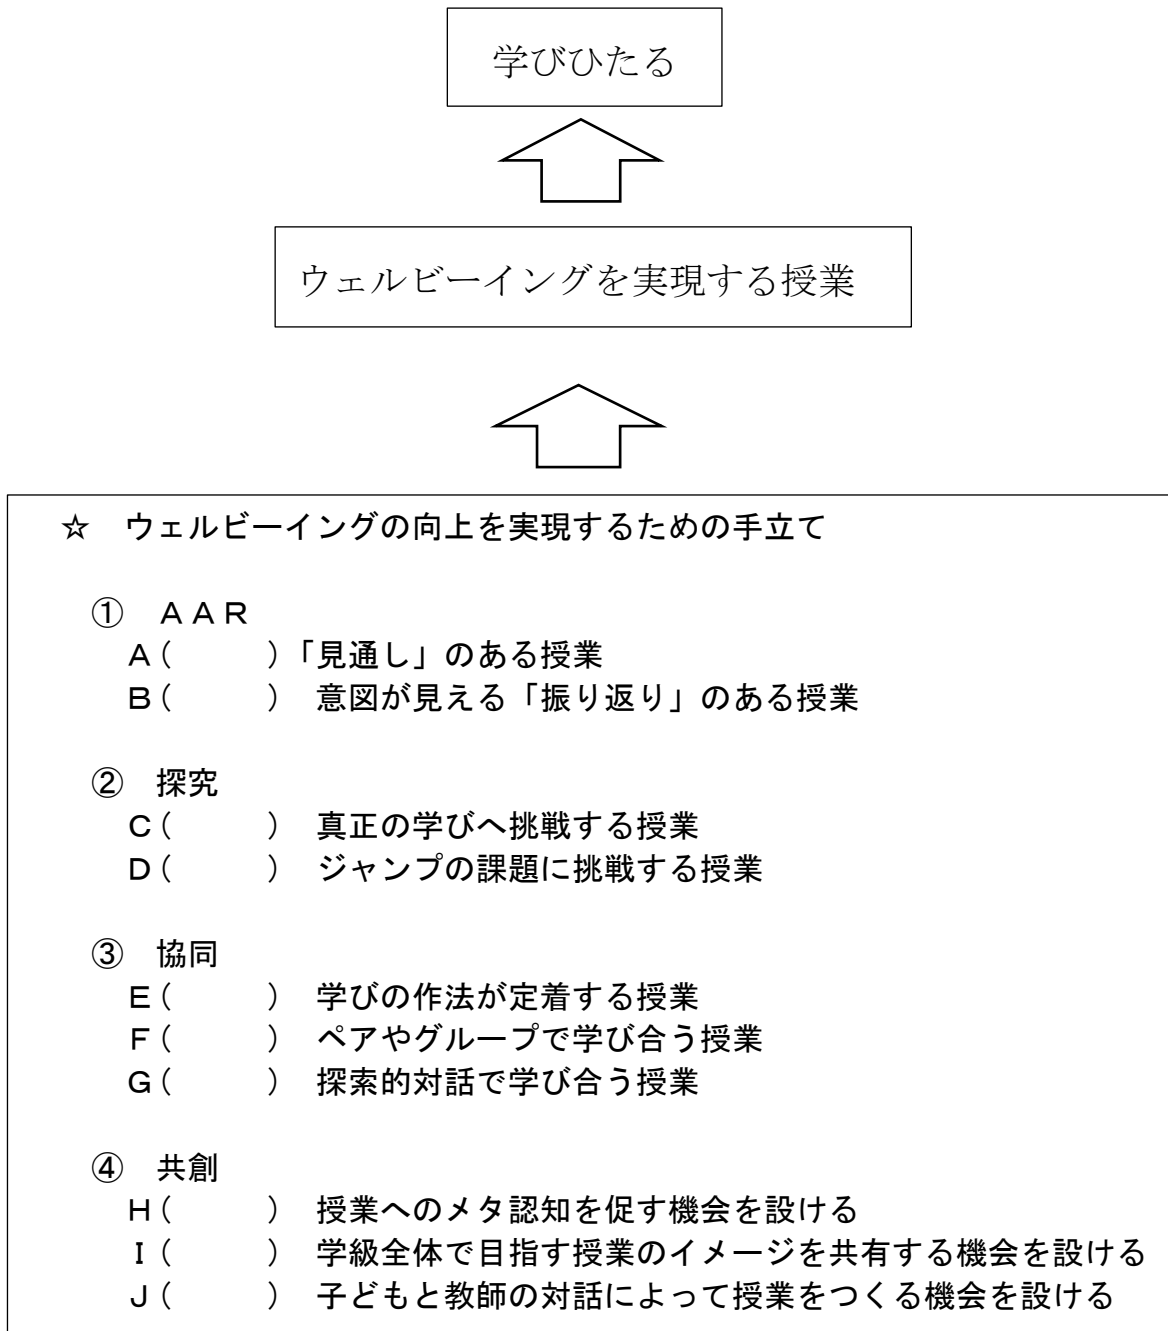 学びひたる
ウェルビーイングを実現する授業
☆　ウェルビーイングの向上を実現するための手立て
①　ＡＡＲ
Ａ（　　　）「見通し」のある授業
Ｂ（　　　）　意図が見える「振り返り」のある授業
②　探究
Ｃ（　　　）　真正の学びへ挑戦する授業
Ｄ（　　　）　ジャンプの課題に挑戦する授業
③　協同
Ｅ（　　　）　学びの作法が定着する授業
Ｆ（　　　）　ペアやグループで学び合う授業
Ｇ（　　　）　探索的対話で学び合う授業
④　共創
Ｈ（　　　）　授業へのメタ認知を促す機会を設ける
Ｉ（　　　）　学級全体で目指す授業のイメージを共有する機会を設ける
Ｊ（　　　）　子どもと教師の対話によって授業をつくる機会を設ける